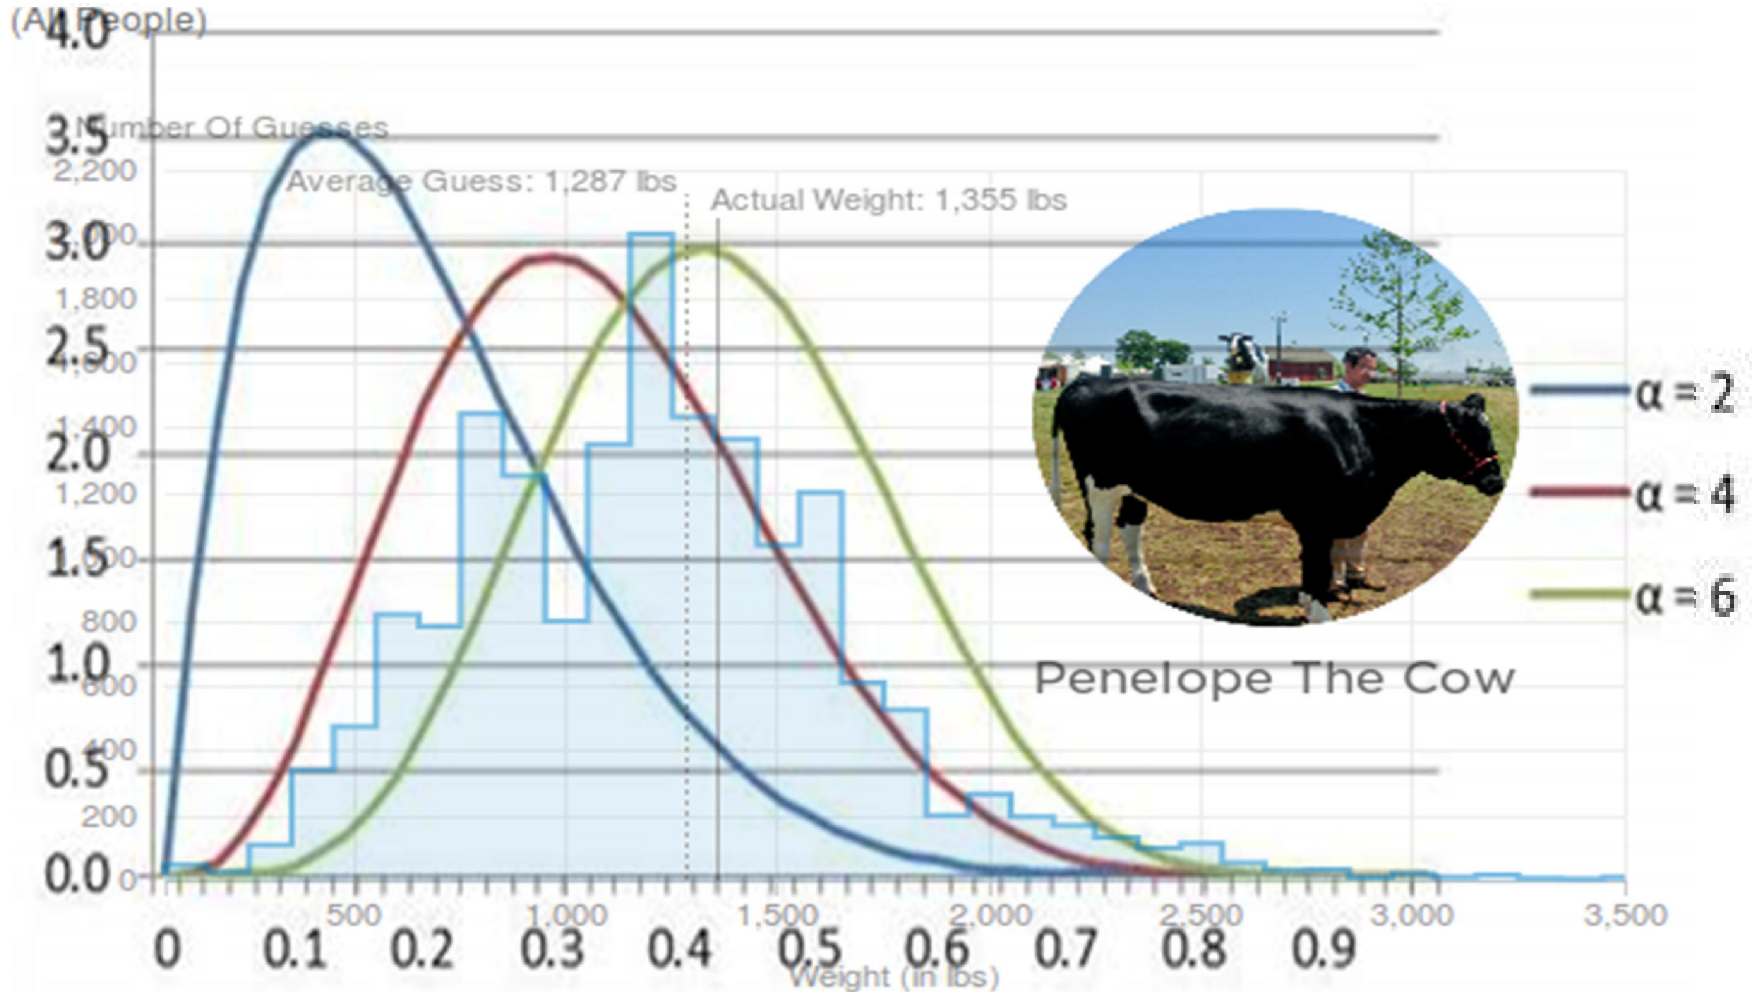 (All People)
4.0
Number Of Guesses
3.5
2,200
Average Guess: 1,287 lbs
Actual Weight: 1,355 lbs
3.0
1,800
2.5
α = 2
1,400
2.0
1,200
α = 4
1.5
α = 6
800
1.0
600
Penelope The Cow
400
0.5
200
0.0
0
500 1,000 1,500 2,000 2,500 3,000 3,500
0 0.1 0.2 0.3 0.4 0.5 0.6 0.7 0.8 0.9
Weight (in lbs)